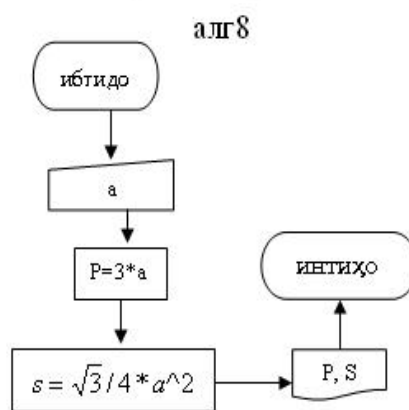 алг8
ибтидо
a
P=3*a
s = √3 / 4 * a^2
P, S
интиҳо